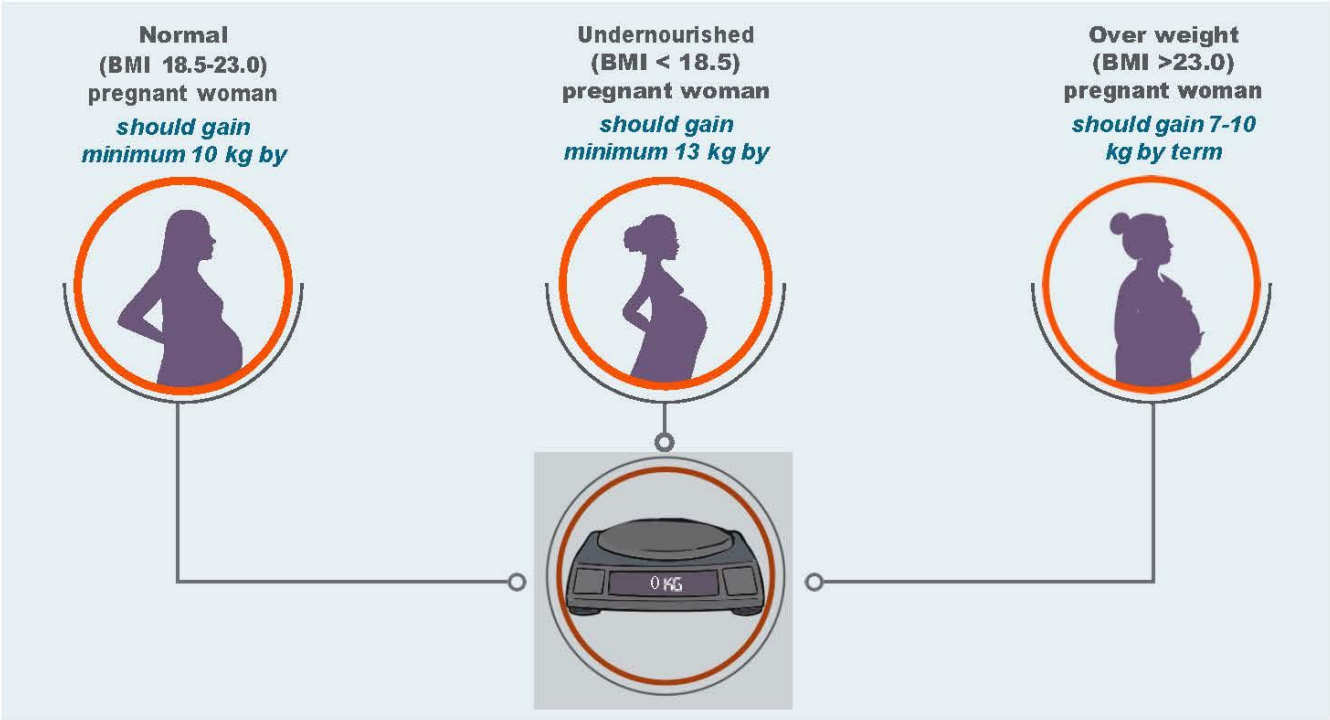 Normal
(BMI 18.5-23.0)
pregnant woman
should gain
minimum 10 kg by
Undernourished
(BMI < 18.5)
pregnant woman
should gain
minimum 13 kg by
Over weight
(BMI >23.0)
pregnant woman
should gain 7-10
kg by term
0 KG